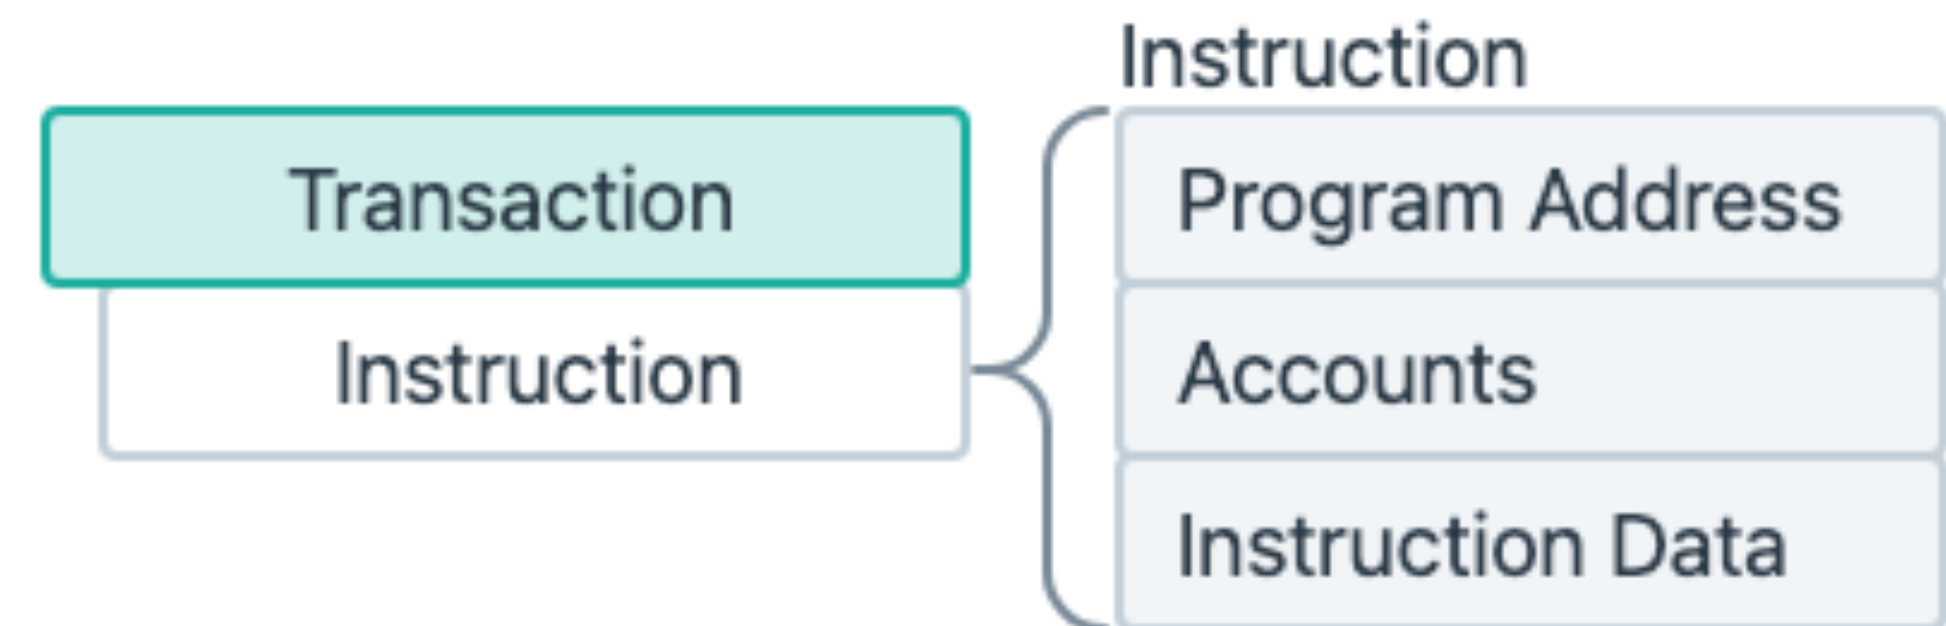 Transaction
Instruction
Instruction
Program Address
Accounts
Instruction Data